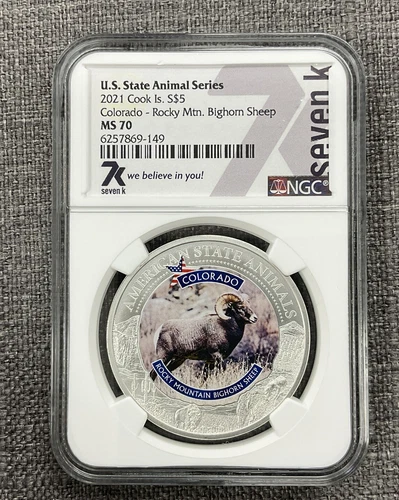 U.S. State Animal Series
2021 Cook Is. S$5
Colorado - Rocky Mtn. Bighorn Sheep
MS 70
6257869-149
7k
seven k
we believe in you!
7k
seven k
NGC
AMERICAN STATE ANIMALS
COLORADO
ROCKY MOUNTAIN BIGHORN SHEEP